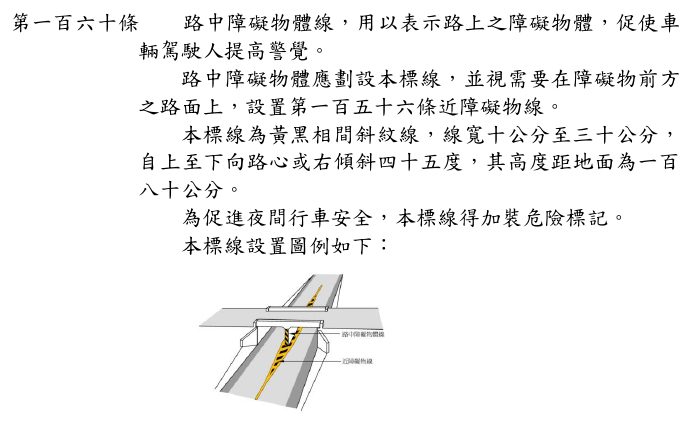 第一百六十條　　路中障礙物體線，用以表示路上之障礙物體，促使車
輛駕駛人提高警覺。
路中障礙物體應劃設本標線，並視需要在障礙物前方
之路面上，設置第一百五十六條近障礙物線。
本標線為黃黑相間斜紋線，線寬十公分至三十公分，
自上至下向路心或右傾斜四十五度，其高度距地面為一百
八十公分。
為促進夜間行車安全，本標線得加裝危險標記。
本標線設置圖例如下：
路中障礙物體線
近障礙物線